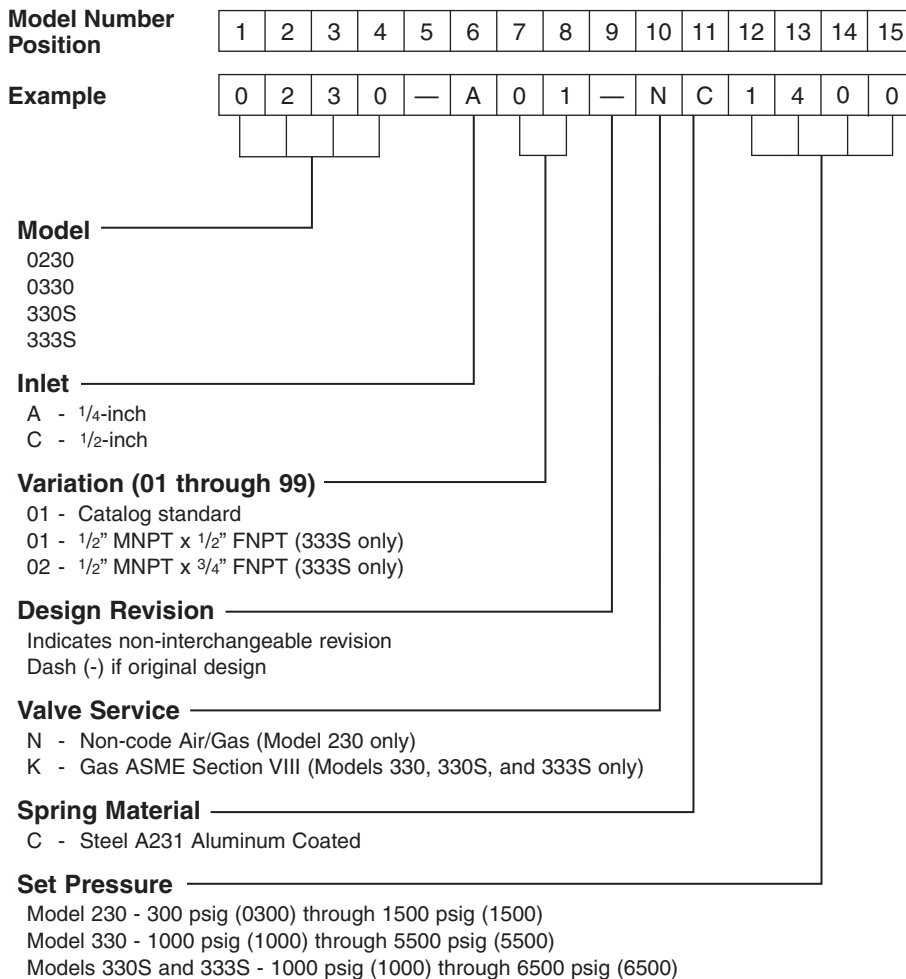 Model Number Position 1 2 3 4 5 6 7 8 9 10 11 12 13 14 15
Example 0 2 3 0 — A 0 1 — N C 1 4 0 0
Model
0230
0330
330S
333S
Inlet
A - 1/4-inch
C - 1/2-inch
Variation (01 through 99)
01 - Catalog standard
01 - 1/2” MNPT x 1/2” FNPT (333S only)
02 - 1/2” MNPT x 3/4” FNPT (333S only)
Design Revision
Indicates non-interchangeable revision
Dash (-) if original design
Valve Service
N - Non-code Air/Gas (Model 230 only)
K - Gas ASME Section VIII (Models 330, 330S, and 333S only)
Spring Material
C - Steel A231 Aluminum Coated
Set Pressure
Model 230 - 300 psig (0300) through 1500 psig (1500)
Model 330 - 1000 psig (1000) through 5500 psig (5500)
Models 330S and 333S - 1000 psig (1000) through 6500 psig (6500)